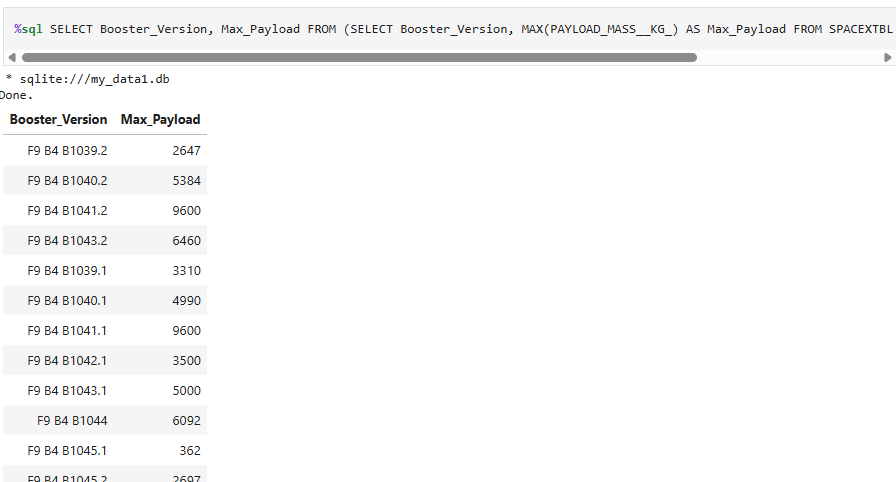 %sql SELECT Booster_Version, Max_Payload FROM (SELECT Booster_Version, MAX(PAYLOAD_MASS__KG_) AS Max_Payload FROM SPACEXTBL
* sqlite:///my_data1.db
Done.
Booster_Version Max_Payload
F9 B4 B1039.2 2647
F9 B4 B1040.2 5384
F9 B4 B1041.2 9600
F9 B4 B1043.2 6460
F9 B4 B1039.1 3310
F9 B4 B1040.1 4990
F9 B4 B1041.1 9600
F9 B4 B1042.1 3500
F9 B4 B1043.1 5000
F9 B4 B1044 6092
F9 B4 B1045.1 362
F9 B4 B1045.2 2697